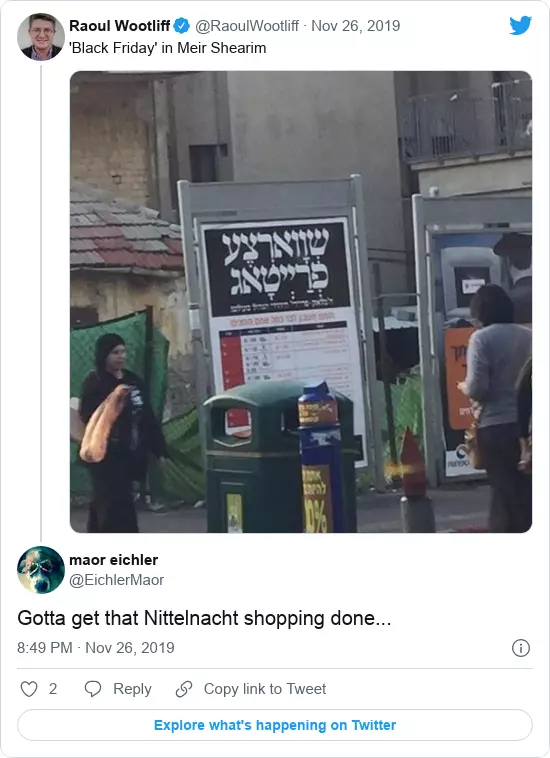 Raoul Wootliff @RaoulWootliff · Nov 26, 2019
'Black Friday' in Meir Shearim
שווארצע
פרייטאג
maor eichler
@EichlerMaor
Gotta get that Nittelnacht shopping done...
8:49 PM · Nov 26, 2019
2 Reply Copy link to Tweet
Explore what's happening on Twitter